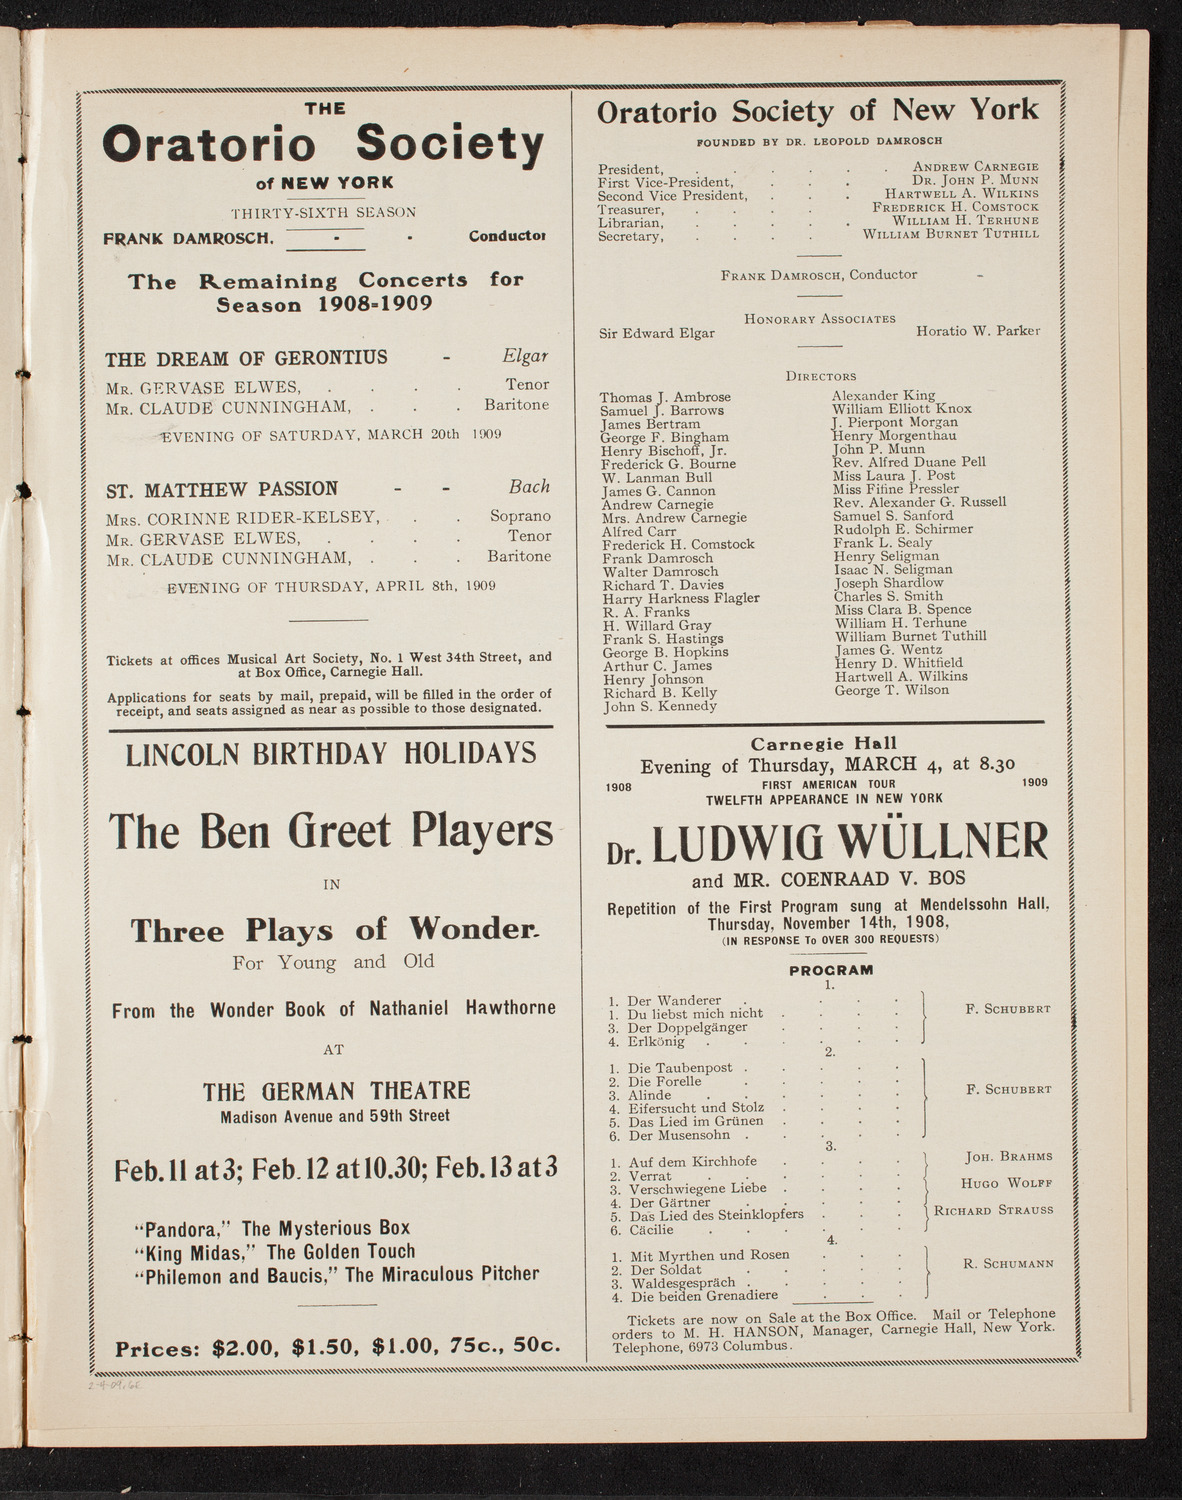 THE
Oratorio Society
of NEW YORK
THIRTY-SIXTH SEASON
FRANK DAMROSCH. - - Conductor
The Remaining Concerts for
Season 1908-1909
THE DREAM OF GERONTIUS - Elgar
MR. GERVASE ELWES, . . . . Tenor
MR. CLAUDE CUNNINGHAM, . . . Baritone
EVENING OF SATURDAY, MARCH 20th 1909
ST. MATTHEW PASSION - - Bach
MRS. CORINNE RIDER-KELSEY, . . Soprano
MR. GERVASE ELWES, . . . . Tenor
MR. CLAUDE CUNNINGHAM, . . . Baritone
EVENING OF THURSDAY, APRIL 8th, 1909
Tickets at offices Musical Art Society, No. 1 West 34th Street, and
at Box Office, Carnegie Hall.
Applications for seats by mail, prepaid, will be filled in the order of
receipt, and seats assigned as near as possible to those designated.
LINCOLN BIRTHDAY HOLIDAYS
The Ben Greet Players
IN
Three Plays of Wonder.
For Young and Old
From the Wonder Book of Nathaniel Hawthorne
AT
THE GERMAN THEATRE
Madison Avenue and 59th Street
Feb. 11 at 3; Feb. 12 at 10.30; Feb. 13 at 3
"Pandora," The Mysterious Box
"King Midas," The Golden Touch
"Philemon and Baucis," The Miraculous Pitcher
Prices: $2.00, $1.50, $1.00, 75c., 50c.
2-4-09, GE
Oratorio Society of New York
FOUNDED BY DR. LEOPOLD DAMROSCH
President, . . . . . . ANDREW CARNEGIE
First Vice-President, . . . DR. JOHN P. MUNN
Second Vice President, . . . HARTWELL A. WILKINS
Treasurer, . . . . FREDERICK H. COMSTOCK
Librarian, . . . . . WILLIAM H. TERHUNE
Secretary, . . . . WILLIAM BURNET TUTHILL
FRANK DAMROSCH, Conductor -
HONORARY ASSOCIATES
Sir Edward Elgar Horatio W. Parker
DIRECTORS
Thomas J. Ambrose
Samuel J. Barrows
James Bertram
George F. Bingham
Henry Bischoff, Jr.
Frederick G. Bourne
W. Lanman Bull
James G. Cannon
Andrew Carnegie
Mrs. Andrew Carnegie
Alfred Carr
Frederick H. Comstock
Frank Damrosch
Walter Damrosch
Richard T. Davies
Harry Harkness Flagler
R. A. Franks
H. Willard Gray
Frank S. Hastings
George B. Hopkins
Arthur C. James
Henry Johnson
Richard B. Kelly
John S. Kennedy
Alexander King
William Elliott Knox
J. Pierpont Morgan
Henry Morgenthau
John P. Munn
Rev. Alfred Duane Pell
Miss Laura J. Post
Miss Fifine Pressler
Rev. Alexander G. Russell
Samuel S. Sanford
Rudolph E. Schirmer
Frank L. Sealy
Henry Seligman
Isaac N. Seligman
Joseph Shardlow
Charles S. Smith
Miss Clara B. Spence
William H. Terhune
William Burnet Tuthill
James G. Wentz
Henry D. Whitfield
Hartwell A. Wilkins
George T. Wilson
Carnegie Hall
Evening of Thursday, MARCH 4, at 8.30
1908 FIRST AMERICAN TOUR 1909
TWELFTH APPEARANCE IN NEW YORK
Dr. LUDWIG WÜLLNER
and MR. COENRAAD V. BOS
Repetition of the First Program sung at Mendelssohn Hall,
Thursday, November 14th, 1908,
(IN RESPONSE To OVER 300 REQUESTS)
PROGRAM
1.
1. Der Wanderer
1. Du liebst mich nicht
3. Der Doppelgänger
4. Erlkönig
F. SCHUBERT
2.
1. Die Taubenpost
2. Die Forelle
3. Alinde
4. Eifersucht und Stolz
5. Das Lied im Grünen
6. Der Musensohn
F. SCHUBERT
3.
1. Auf dem Kirchhofe
2. Verrat
JOH. BRAHMS
3. Verschwiegene Liebe
4. Der Gärtner
HUGO WOLFF
5. Das Lied des Steinklopfers
6. Cäcilie
RICHARD STRAUSS
4.
1. Mit Myrthen und Rosen
2. Der Soldat
3. Waldesgespräch
4. Die beiden Grenadiere
R. SCHUMANN
Tickets are now on Sale at the Box Office. Mail or Telephone
orders to M. H. HANSON, Manager, Carnegie Hall, New York.
Telephone, 6973 Columbus.